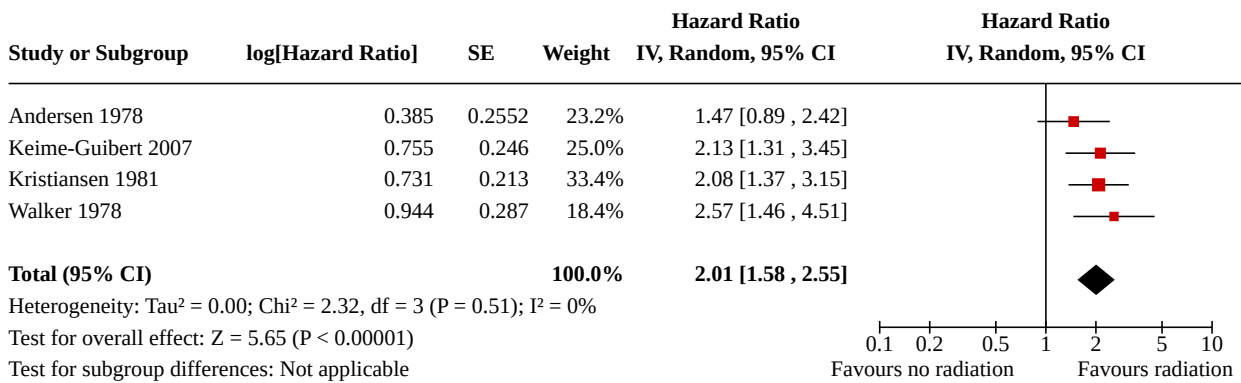 Hazard Ratio Hazard Ratio
Study or Subgroup log[Hazard Ratio] SE Weight IV, Random, 95% CI IV, Random, 95% CI
Andersen 1978 0.385 0.2552 23.2% 1.47 [0.89 , 2.42]
Keime-Guibert 2007 0.755 0.246 25.0% 2.13 [1.31 , 3.45]
Kristiansen 1981 0.731 0.213 33.4% 2.08 [1.37 , 3.15]
Walker 1978 0.944 0.287 18.4% 2.57 [1.46 , 4.51]
Total (95% CI) 100.0% 2.01 [1.58 , 2.55]
Heterogeneity: Tau² = 0.00; Chi² = 2.32, df = 3 (P = 0.51); I² = 0%
Test for overall effect: Z = 5.65 (P < 0.00001)
0.1 0.2 0.5 1 2 5 10
Test for subgroup differences: Not applicable Favours no radiation Favours radiation